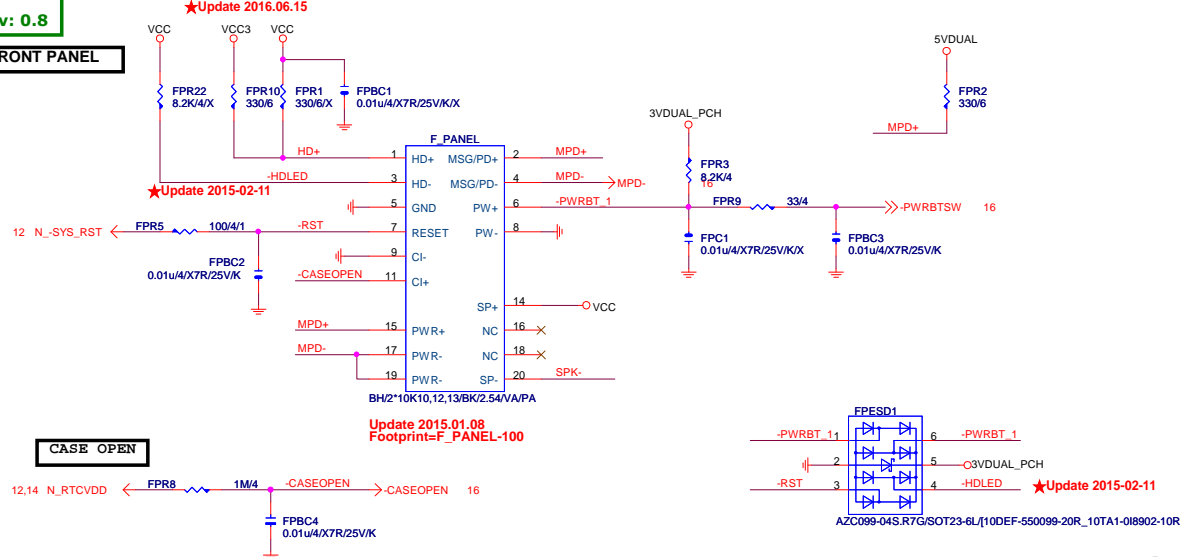 ★Update 2016.06.15
v: 0.8
RONT PANEL
VCC
VCC3
VCC
5VDUAL
FPR22
8.2K/4/X
FPR10
330/6
FPR1
330/6/X
FPBC1
0.01u/4/X7R/25V/K/X
FPR2
330/6
MPD+
3VDUAL_PCH
FPR3
8.2K/4
F_PANEL
HD+ 1 HD+ MSG/PD+ 2 MPD+
-HDLED 3 HD- MSG/PD- 4 MPD- MPD- 16
★Update 2015-02-11
5 GND PW+ 6 -PWRBT_1 FPR9 33/4 -PWRBTSW 16
12 N_-SYS_RST FPR5 100/4/1 -RST 7 RESET PW- 8
FPC1
0.01u/4/X7R/25V/K/X
FPBC3
0.01u/4/X7R/25V/K
9 CI-
FPBC2
0.01u/4/X7R/25V/K
-CASEOPEN 11 CI+
SP+ 14 VCC
MPD+ 15 PWR+ NC 16
MPD- 17 PWR- NC 18
19 PWR- SP- 20 SPK-
BH/2*10K10,12,13/BK/2.54/VA/PA
Update 2015.01.08
Footprint=F_PANEL-100
CASE OPEN
12,14 N_RTCVDD FPR8 1M/4 -CASEOPEN -CASEOPEN 16
FPBC4
0.01u/4/X7R/25V/K
FPESD1
-PWRBT_1 1 6 -PWRBT_1
2 5 3VDUAL_PCH
-RST 3 4 -HDLED
★Update 2015-02-11
AZC099-04S.R7G/SOT23-6L/[10DEF-550099-20R_10TA1-0I8902-10R